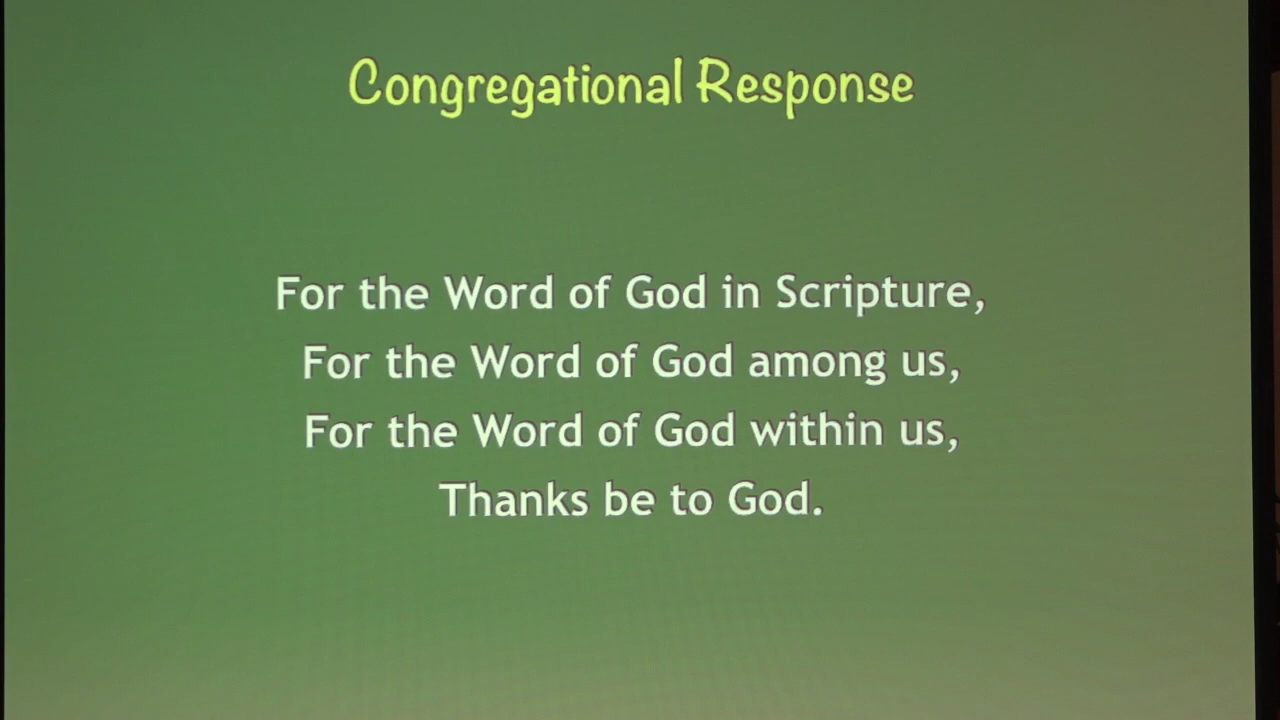 Congregational Response
For the Word of God in Scripture,
For the Word of God among us,
For the Word of God within us,
Thanks be to God.